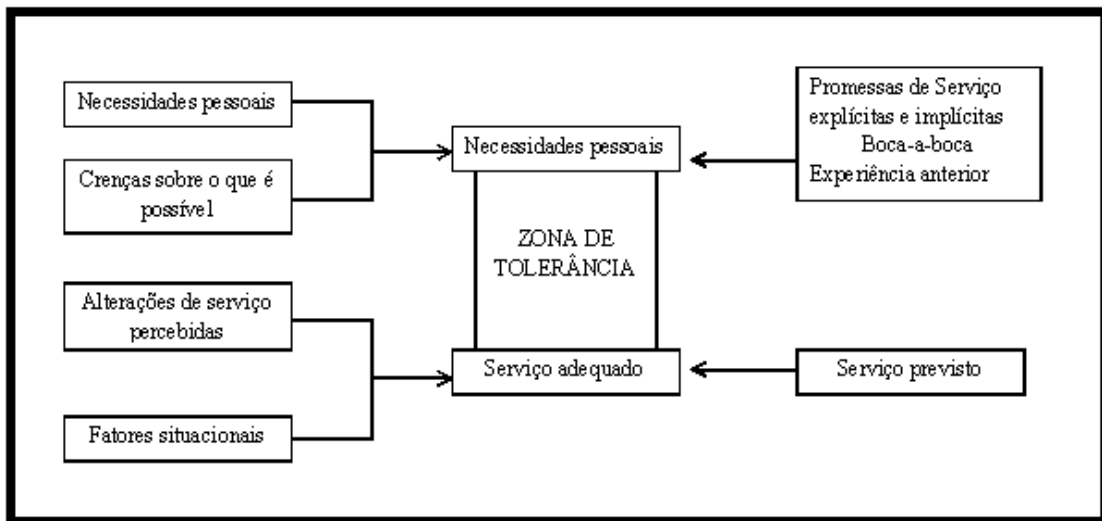 Necessidades pessoais
Crenças sobre o que é
possível
Alterações de serviço
percebidas
Fatores situacionais
Necessidades pessoais
ZONA DE
TOLERÂNCIA
Serviço adequado
Promessas de Serviço
explícitas e implícitas
Boca-a-boca
Experiência anterior
Serviço previsto